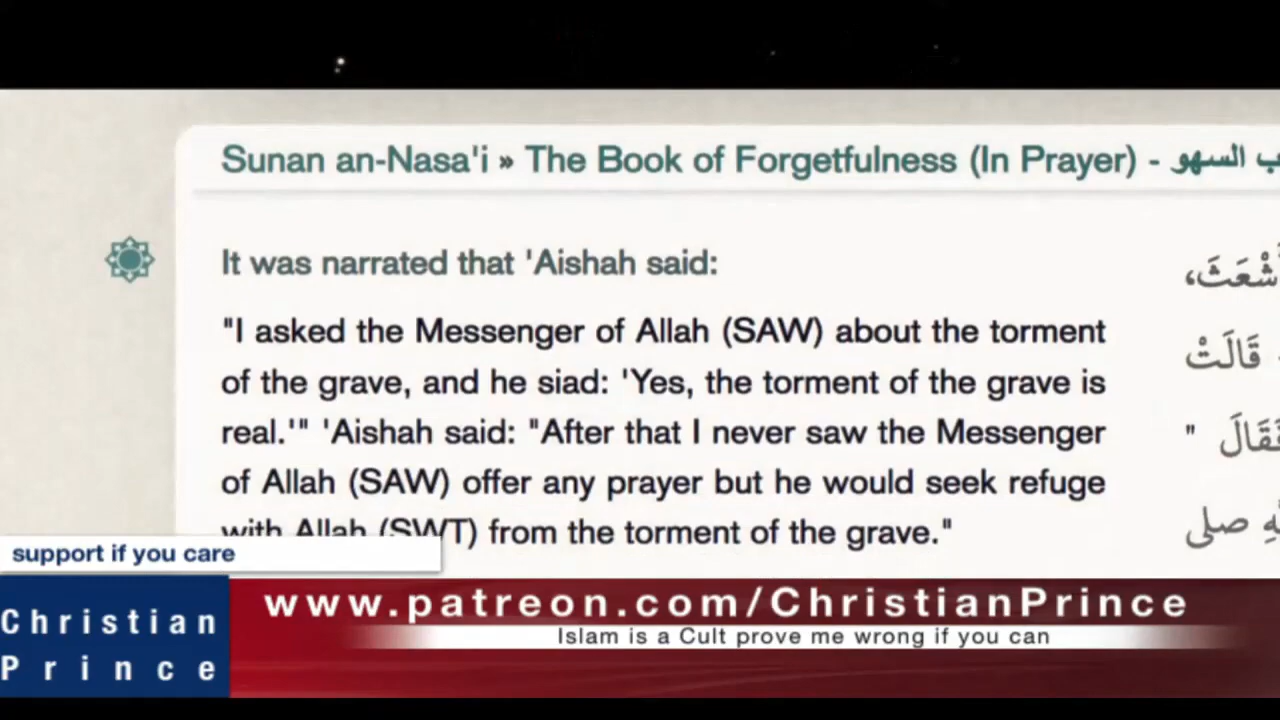 Sunan an-Nasa'i » The Book of Forgetfulness (In Prayer) - ب السهو
It was narrated that 'Aishah said:
"I asked the Messenger of Allah (SAW) about the torment
of the grave, and he siad: 'Yes, the torment of the grave is
real.'" 'Aishah said: "After that I never saw the Messenger
of Allah (SAW) offer any prayer but he would seek refuge
with Allah (SWT) from the torment of the grave."
أَشْعَثَ،
قَالَتْ
فَقَالَ "
صلى
support if you care
Christian
Prince
www.patreon.com/ChristianPrince
Islam is a Cult prove me wrong if you can